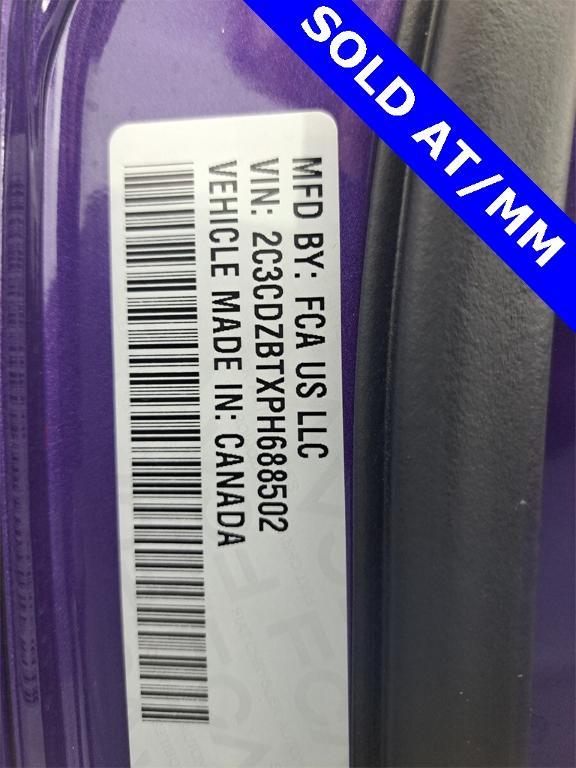 SOLD AT/MM
MFD BY: FCA US LLC
VIN: 2C3CDZBTXPH688502
VEHICLE MADE IN: CANADA